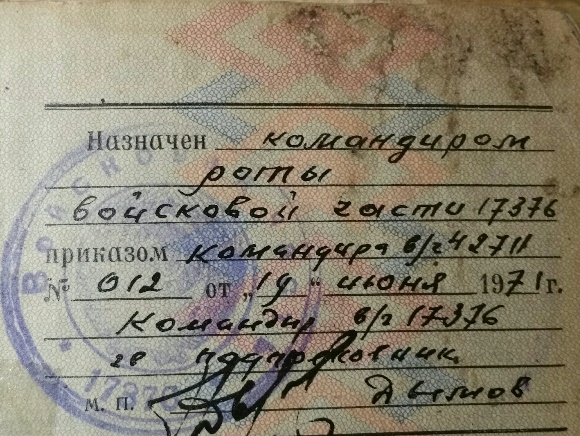 Назначен командиром
роты
войсковой части 17376
приказом Командира в/ч 42711
№ 012 от „19“ июня 1971 г.
Командир в/ч 17376
гв подполковник
м. п. Дымов